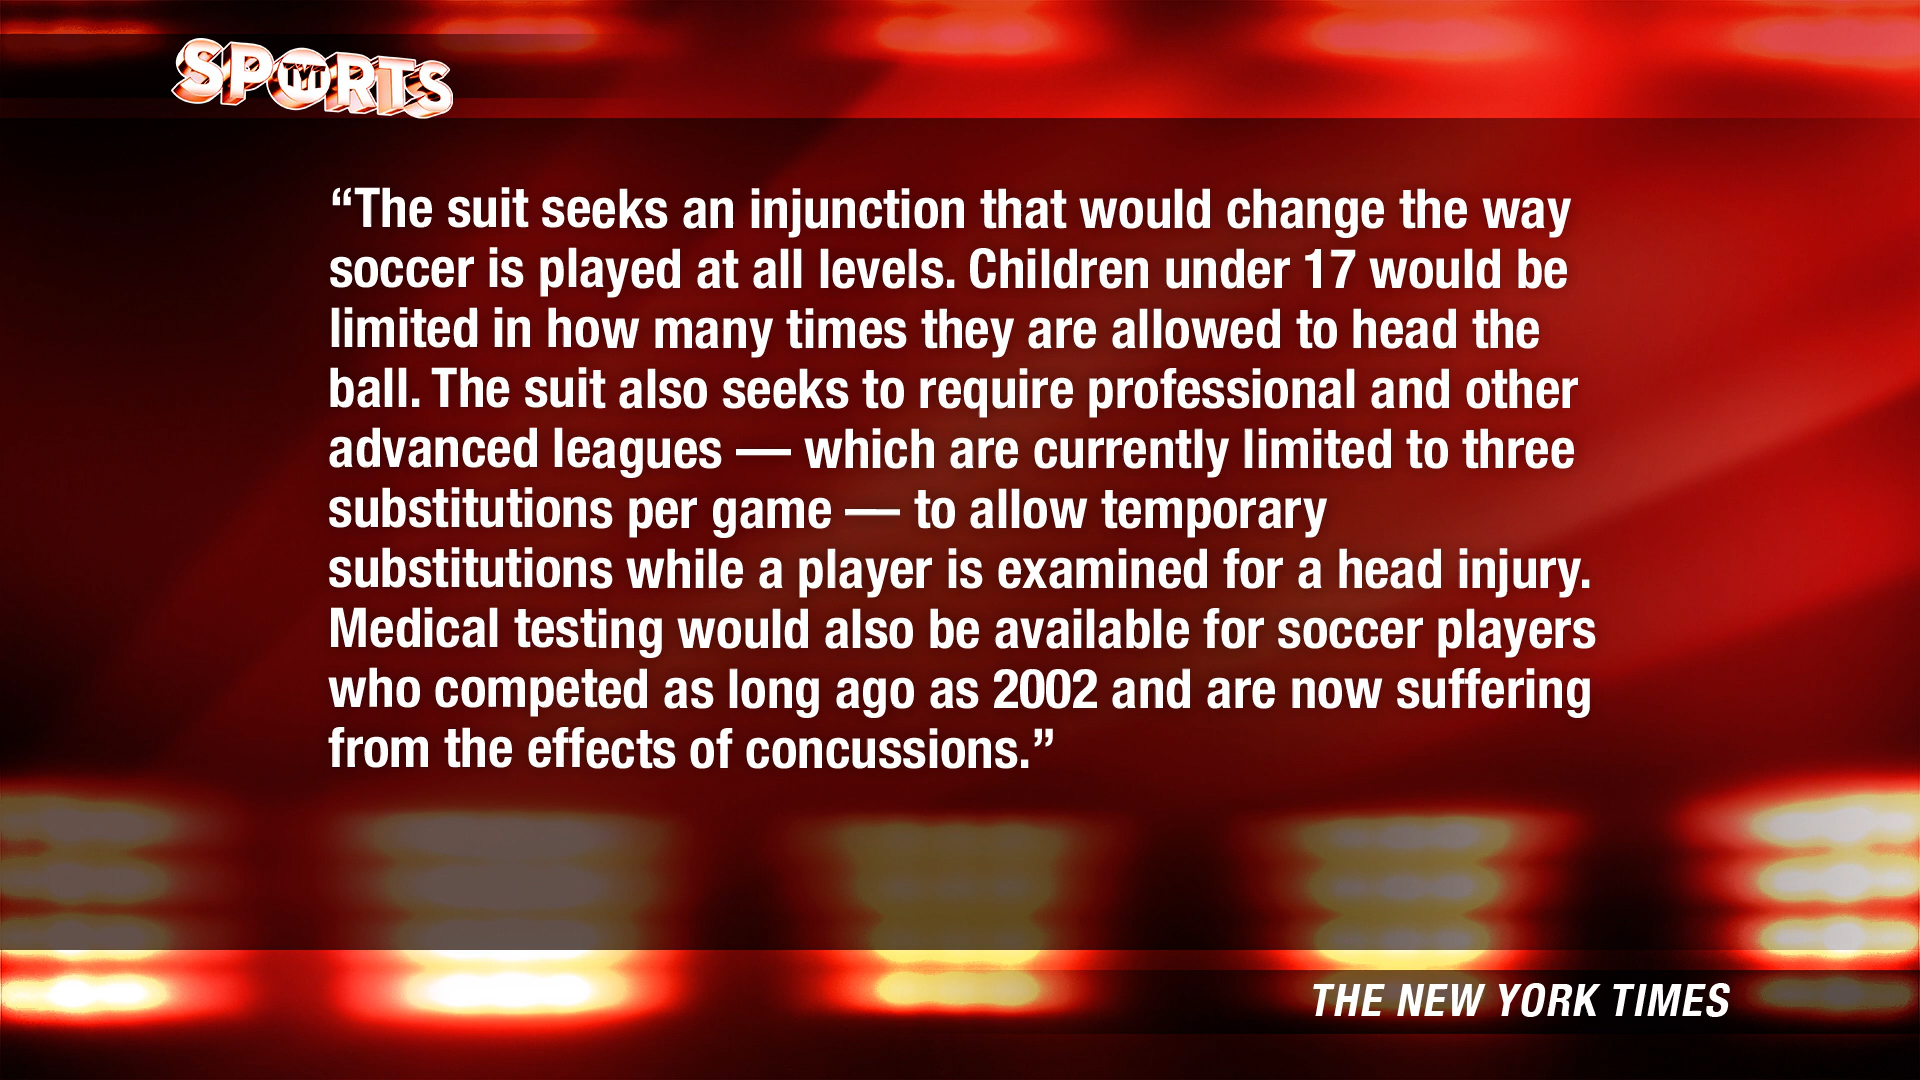 SPORTS
TYT
“The suit seeks an injunction that would change the way
soccer is played at all levels. Children under 17 would be
limited in how many times they are allowed to head the
ball. The suit also seeks to require professional and other
advanced leagues — which are currently limited to three
substitutions per game — to allow temporary
substitutions while a player is examined for a head injury.
Medical testing would also be available for soccer players
who competed as long ago as 2002 and are now suffering
from the effects of concussions.”
THE NEW YORK TIMES